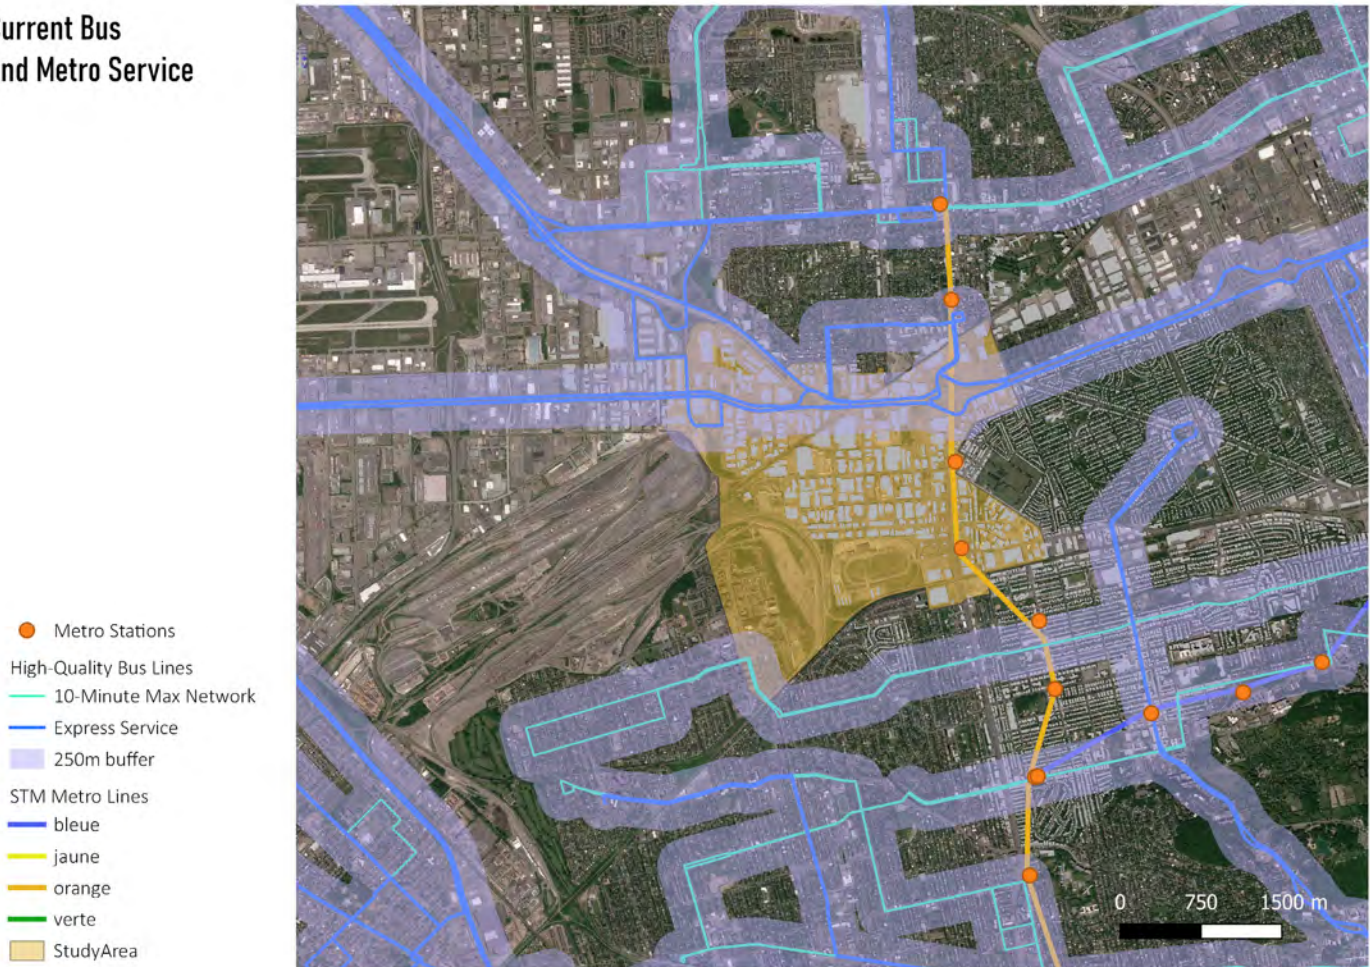 urrent Bus
nd Metro Service
Metro Stations
High-Quality Bus Lines
10-Minute Max Network
Express Service
250m buffer
STM Metro Lines
bleue
jaune
orange
verte
StudyArea
0 750 1500 m